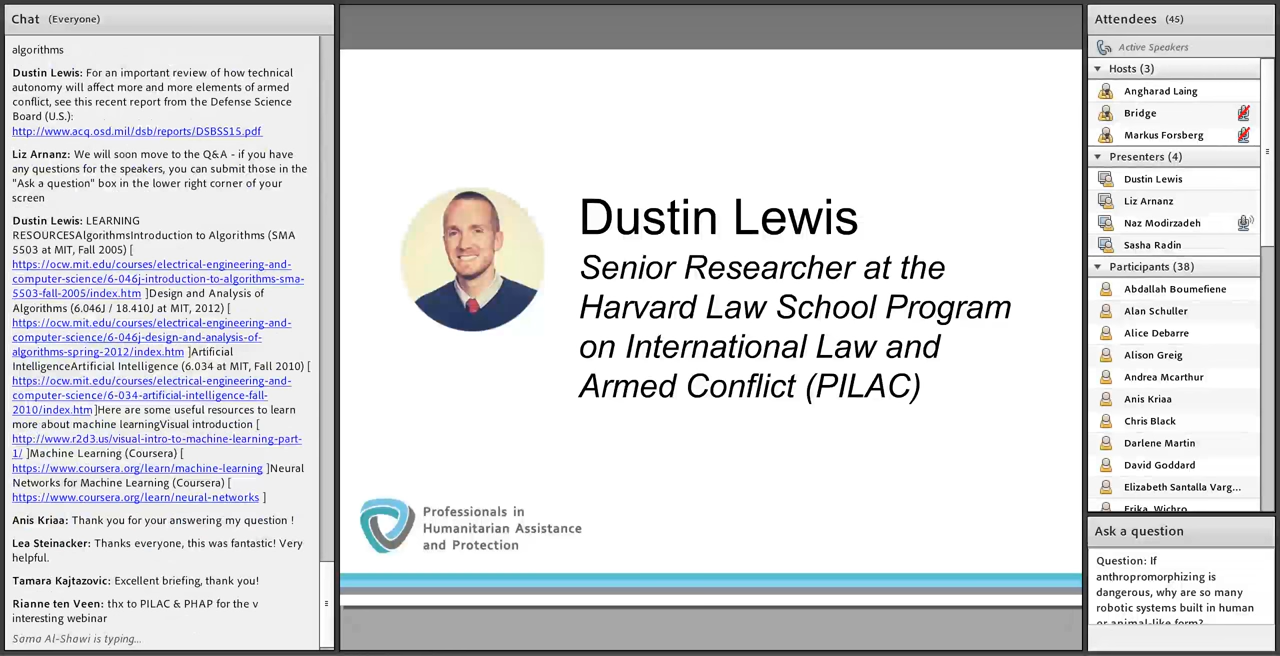 Chat (Everyone)
algorithms
Dustin Lewis: For an important review of how technical
autonomy will affect more and more elements of armed
conflict, see this recent report from the Defense Science
Board (U.S.):
http://www.acq.osd.mil/dsb/reports/DSBSS15.pdf
Liz Arnanz: We will soon move to the Q&A - if you have
any questions for the speakers, you can submit those in the
"Ask a question" box in the lower right corner of your
screen
Dustin Lewis: LEARNING
RESOURCESAlgorithmsIntroduction to Algorithms (SMA
5503 at MIT, Fall 2005) [
https://ocw.mit.edu/courses/electrical-engineering-and-
computer-science/6-046j-introduction-to-algorithms-sma-
5503-fall-2005/index.htm ]Design and Analysis of
Algorithms (6.046J / 18.410J at MIT, 2012) [
https://ocw.mit.edu/courses/electrical-engineering-and-
computer-science/6-046j-design-and-analysis-of-
algorithms-spring-2012/index.htm ]Artificial
IntelligenceArtificial Intelligence (6.034 at MIT, Fall 2010) [
https://ocw.mit.edu/courses/electrical-engineering-and-
computer-science/6-034-artificial-intelligence-fall-
2010/index.htm ]Here are some useful resources to learn
more about machine learningVisual introduction [
http://www.r2d3.us/visual-intro-to-machine-learning-part-
1/ ]Machine Learning (Coursera) [
https://www.coursera.org/learn/machine-learning ]Neural
Networks for Machine Learning (Coursera) [
https://www.coursera.org/learn/neural-networks ]
Anis Kriaa: Thank you for your answering my question !
Lea Steinacker: Thanks everyone, this was fantastic! Very
helpful.
Tamara Kajtazovic: Excellent briefing, thank you!
Rianne ten Veen: thx to PILAC & PHAP for the v
interesting webinar
Sama Al-Shawi is typing...
Dustin Lewis
Senior Researcher at the
Harvard Law School Program
on International Law and
Armed Conflict (PILAC)
Professionals in
Humanitarian Assistance
and Protection
Attendees (45)
Active Speakers
Hosts (3)
Angharad Laing
Bridge
Markus Forsberg
Presenters (4)
Dustin Lewis
Liz Arnanz
Naz Modirzadeh
Sasha Radin
Participants (38)
Abdallah Boumefiene
Alan Schuller
Alice Debarre
Alison Greig
Andrea Mcarthur
Anis Kriaa
Chris Black
Darlene Martin
David Goddard
Elizabeth Santalla Varg...
Erika Wichro
Ask a question
Question: If
anthropromorphizing is
dangerous, why are so many
robotic systems built in human
or animal-like form?